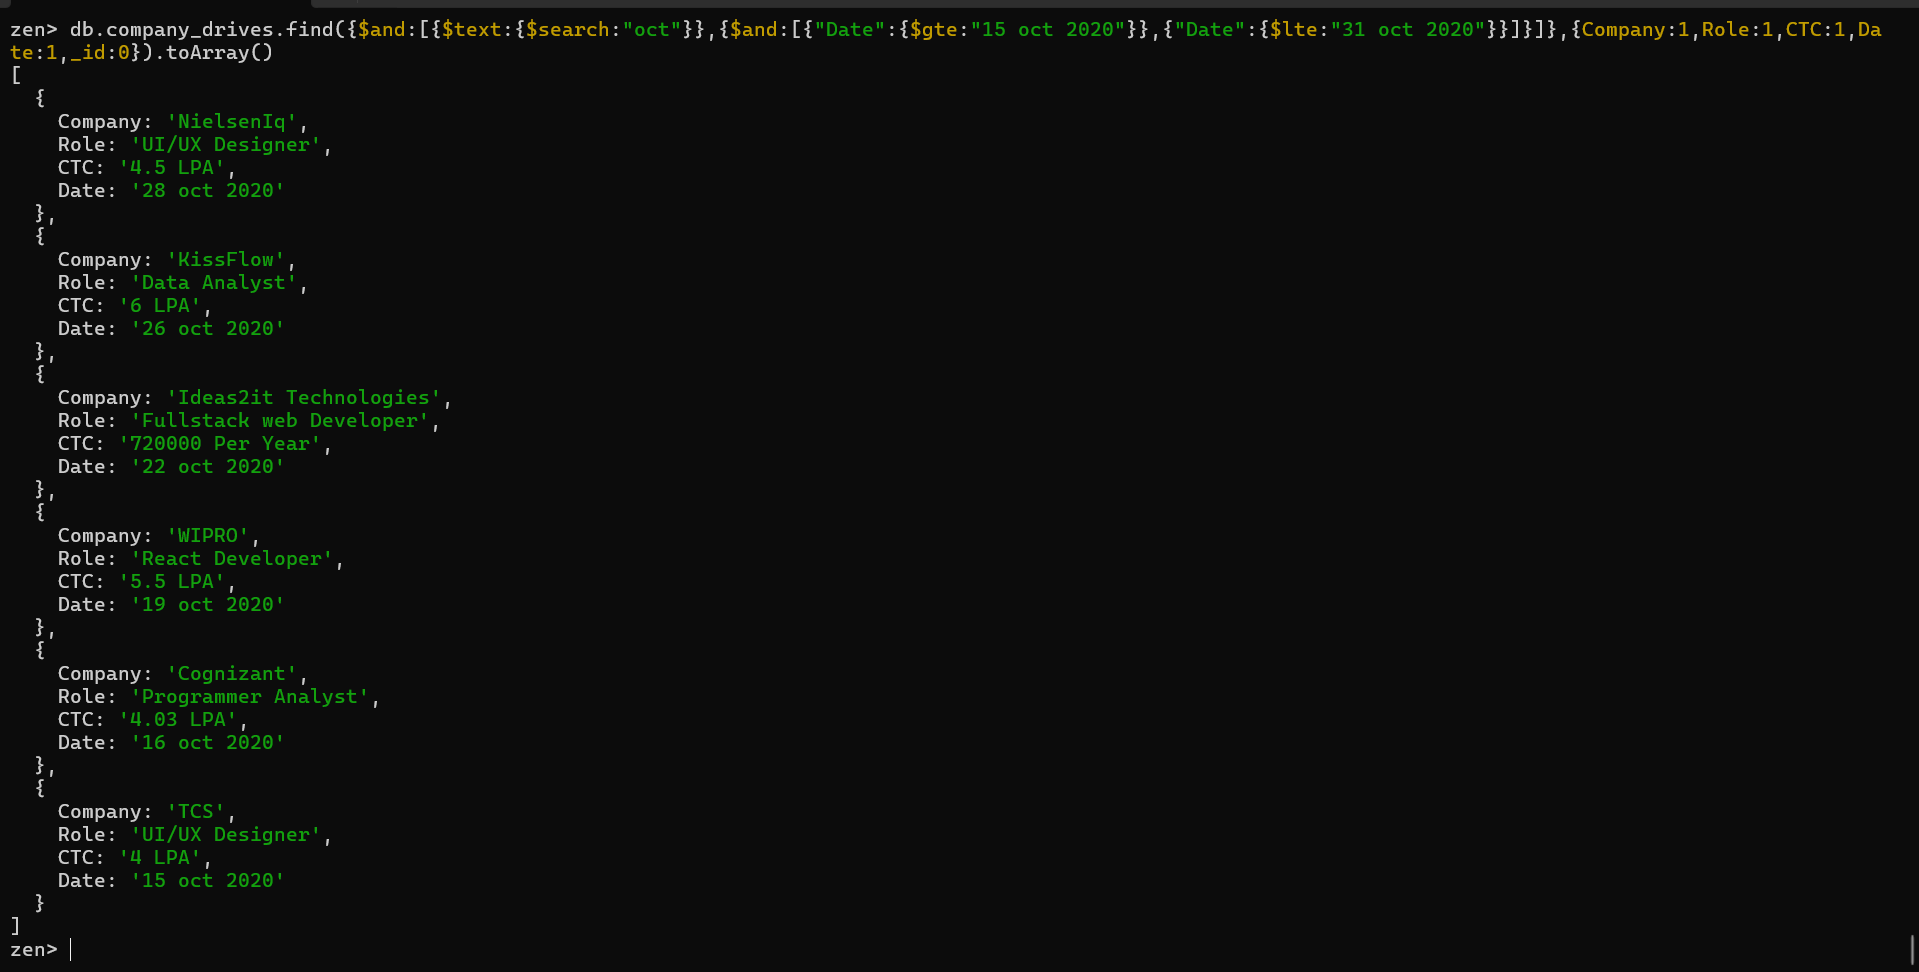 zen> db.company_drives.find({$and:[{$text:{$search:"oct"}},{$and:[{"Date":{$gte:"15 oct 2020"}},{"Date":{$lte:"31 oct 2020"}}]}]},{Company:1,Role:1,CTC:1,Da
te:1,_id:0}).toArray()
[
  {
    Company: 'NielsenIq',
    Role: 'UI/UX Designer',
    CTC: '4.5 LPA',
    Date: '28 oct 2020'
  },
  {
    Company: 'KissFlow',
    Role: 'Data Analyst',
    CTC: '6 LPA',
    Date: '26 oct 2020'
  },
  {
    Company: 'Ideas2it Technologies',
    Role: 'Fullstack web Developer',
    CTC: '720000 Per Year',
    Date: '22 oct 2020'
  },
  {
    Company: 'WIPRO',
    Role: 'React Developer',
    CTC: '5.5 LPA',
    Date: '19 oct 2020'
  },
  {
    Company: 'Cognizant',
    Role: 'Programmer Analyst',
    CTC: '4.03 LPA',
    Date: '16 oct 2020'
  },
  {
    Company: 'TCS',
    Role: 'UI/UX Designer',
    CTC: '4 LPA',
    Date: '15 oct 2020'
  }
]
zen>